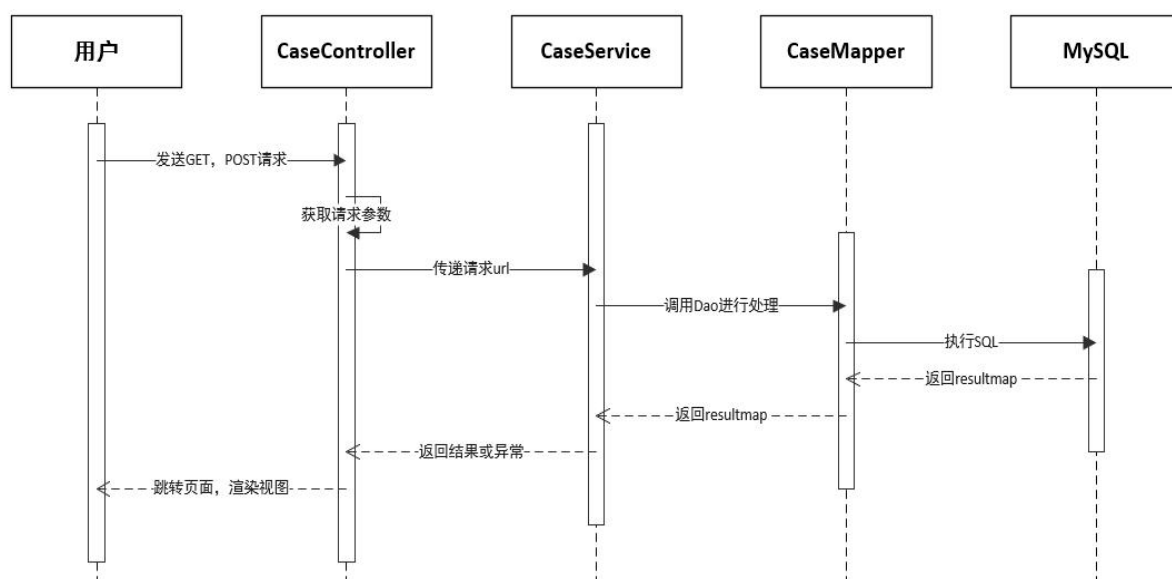 用户
CaseController
CaseService
CaseMapper
MySQL
发送GET，POST请求
获取请求参数
传递请求url
调用Dao进行处理
执行SQL
返回resultmap
返回resultmap
返回结果或异常
跳转页面，渲染视图